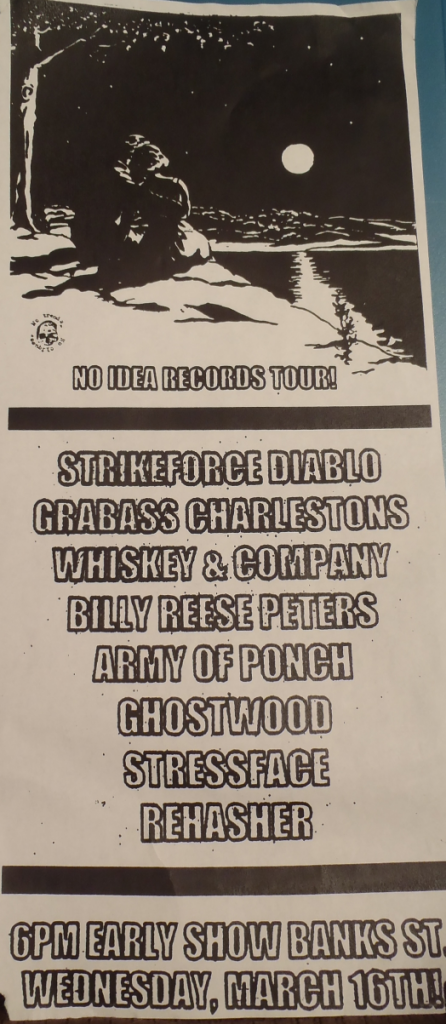 NO IDEA RECORDS TOUR!
STRIKEFORCE DIABLO
GRABASS CHARLESTONS
WHISKEY & COMPANY
BILLY REESE PETERS
ARMY OF PONCH
GHOSTWOOD
STRESSFACE
REHASHER
6PM EARLY SHOW BANKS ST.
WEDNESDAY, MARCH 16TH!